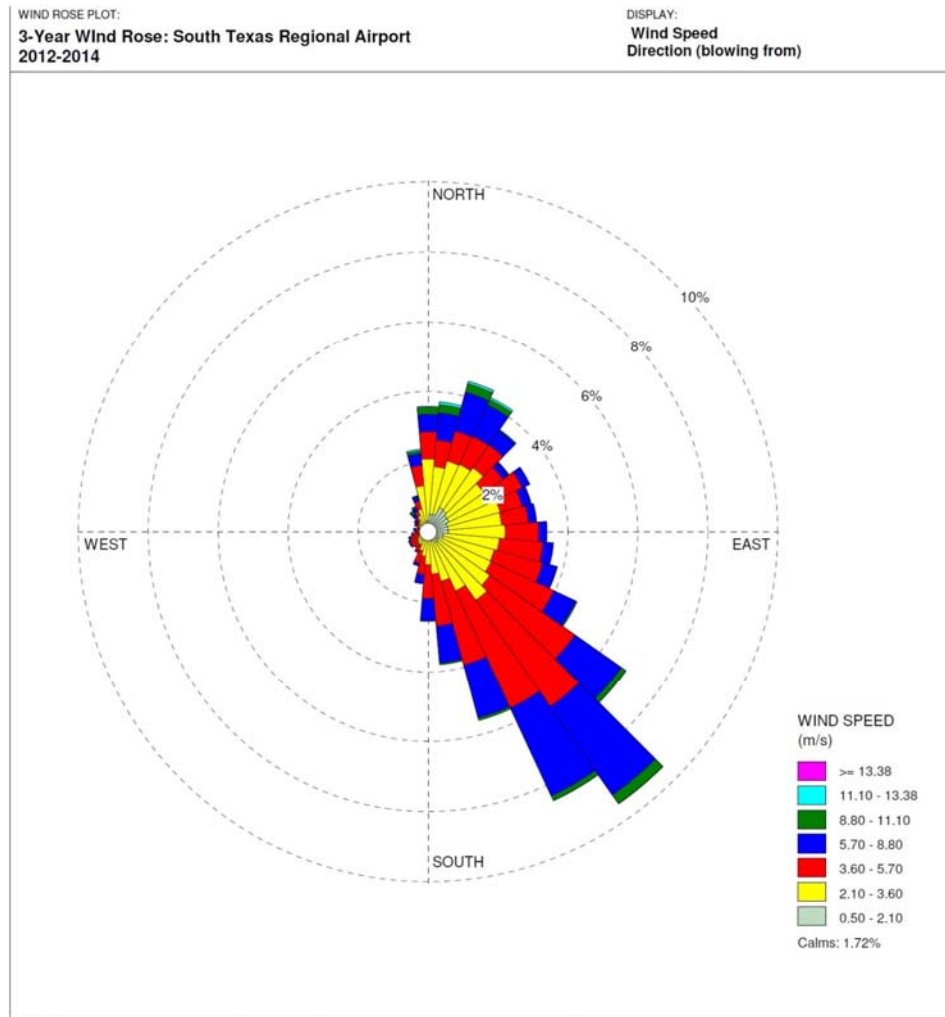 WIND ROSE PLOT:
3-Year WInd Rose: South Texas Regional Airport
2012-2014
DISPLAY:
Wind Speed
Direction (blowing from)
NORTH
10%
8%
6%
4%
2%
WEST
EAST
SOUTH
WIND SPEED
(m/s)
>= 13.38
11.10 - 13.38
8.80 - 11.10
5.70 - 8.80
3.60 - 5.70
2.10 - 3.60
0.50 - 2.10
Calms: 1.72%